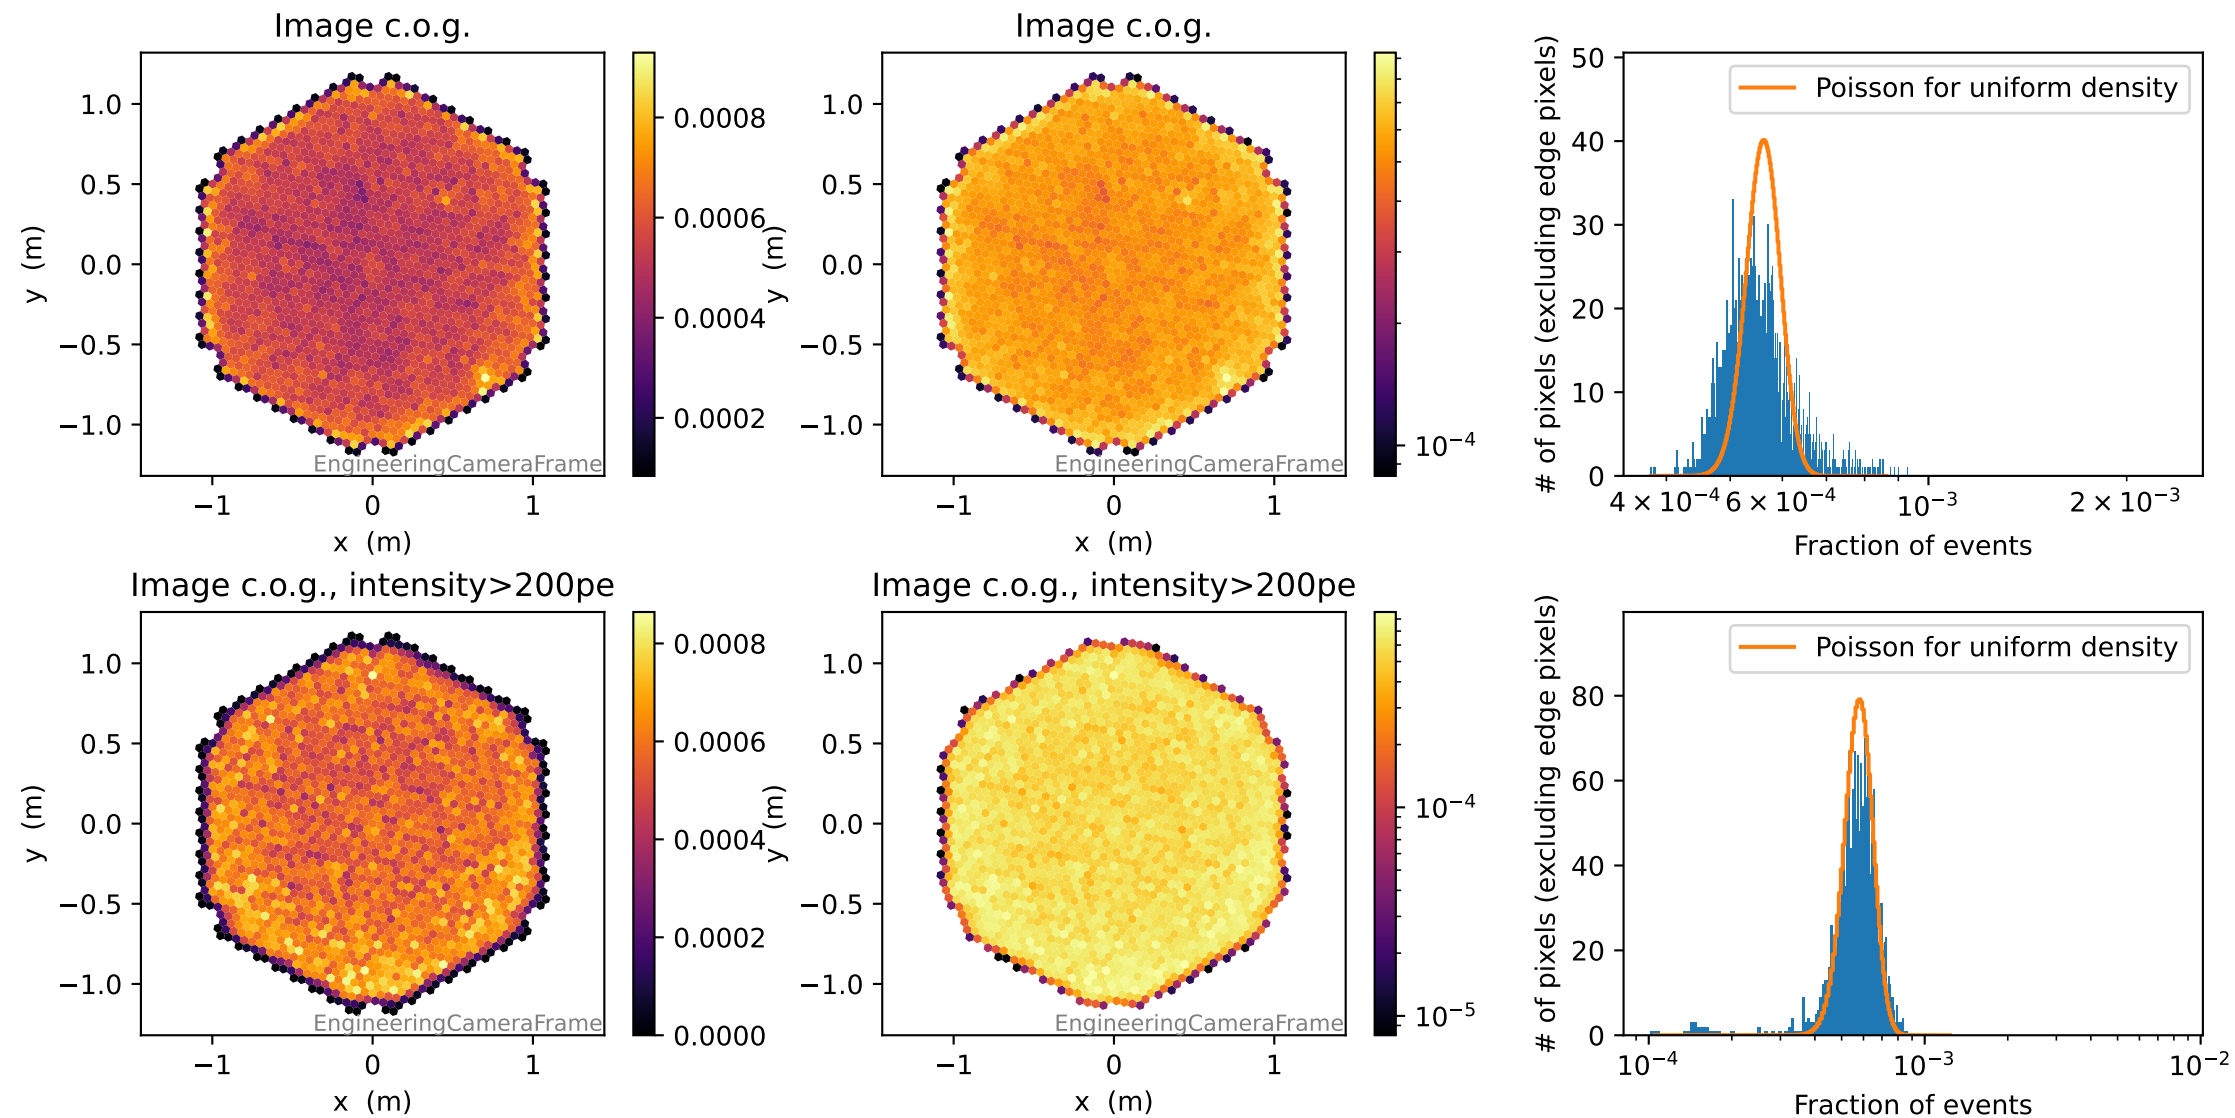 Image c.o.g.
1.0
0.5
0.0
−0.5
−1.0
y (m)
−1
0
1
x (m)
EngineeringCameraFrame
0.0008
0.0006
0.0004
0.0002
Image c.o.g.
1.0
0.5
0.0
−0.5
−1.0
y (m)
−1
0
1
x (m)
EngineeringCameraFrame
10⁻⁴
50
40
30
20
10
0
# of pixels (excluding edge pixels)
Poisson for uniform density
4 × 10⁻⁴
6 × 10⁻⁴
10⁻³
2 × 10⁻³
Fraction of events
Image c.o.g., intensity>200pe
1.0
0.5
0.0
−0.5
−1.0
y (m)
−1
0
1
x (m)
EngineeringCameraFrame
0.0008
0.0006
0.0004
0.0002
0.0000
Image c.o.g., intensity>200pe
1.0
0.5
0.0
−0.5
−1.0
y (m)
−1
0
1
x (m)
EngineeringCameraFrame
10⁻⁴
10⁻⁵
80
60
40
20
0
# of pixels (excluding edge pixels)
Poisson for uniform density
10⁻⁴
10⁻³
10⁻²
Fraction of events